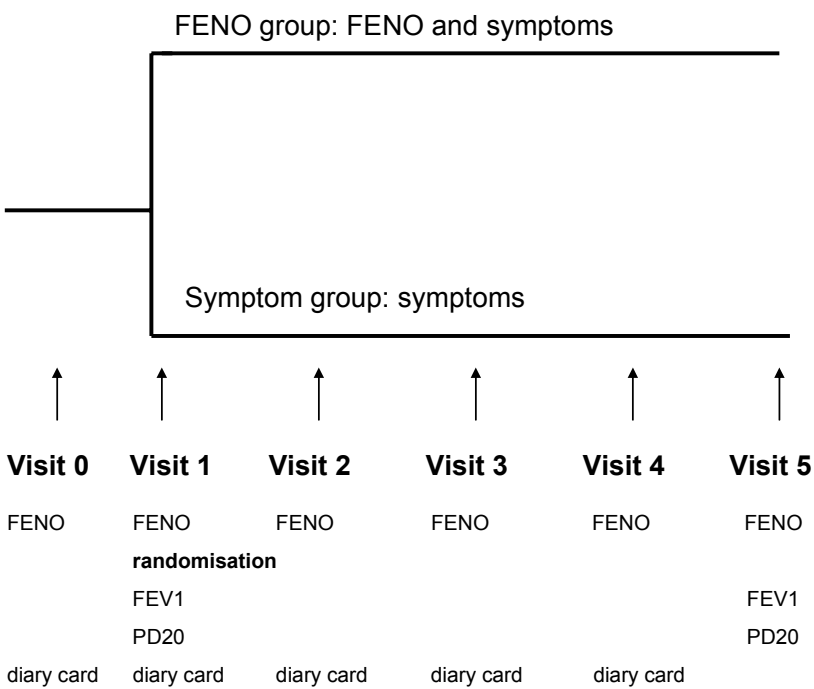 FENO group: FENO and symptoms
Symptom group: symptoms
Visit 0 Visit 1 Visit 2 Visit 3 Visit 4 Visit 5
FENO FENO FENO FENO FENO FENO
randomisation
FEV1 FEV1
PD20 PD20
diary card diary card diary card diary card diary card